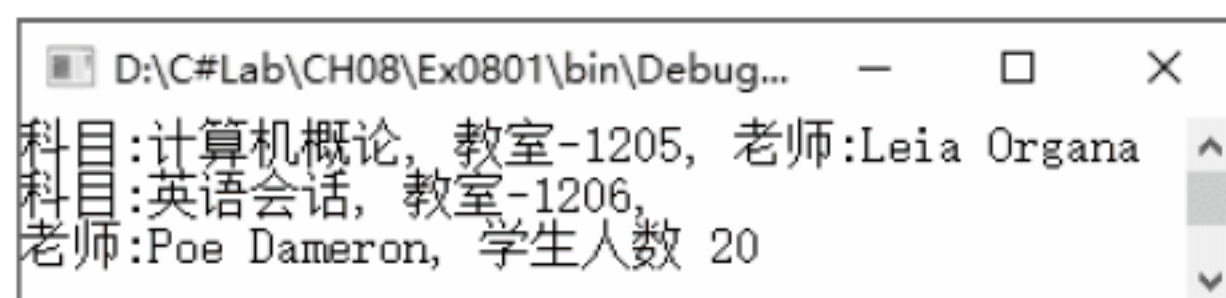 D:\C#Lab\CH08\Ex0801\bin\Debug...
科目:计算机概论, 教室-1205, 老师:Leia Organa
科目:英语会话, 教室-1206,
老师:Poe Dameron, 学生人数 20